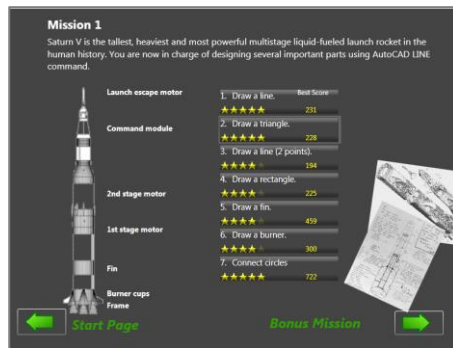 Mission 1
Saturn V is the tallest, heaviest and most powerful multistage liquid-fueled launch rocket in the
human history. You are now in charge of designing several important parts using AutoCAD LINE
command.
Launch escape motor
Command module
2nd stage motor
1st stage motor
Fin
Burner cups
Frame
Best Score
1. Draw a line.
231
2. Draw a triangle.
228
3. Draw a line (2 points).
194
4. Draw a rectangle.
225
5. Draw a fin.
459
6. Draw a burner.
300
7. Connect circles
722
Start Page
Bonus Mission